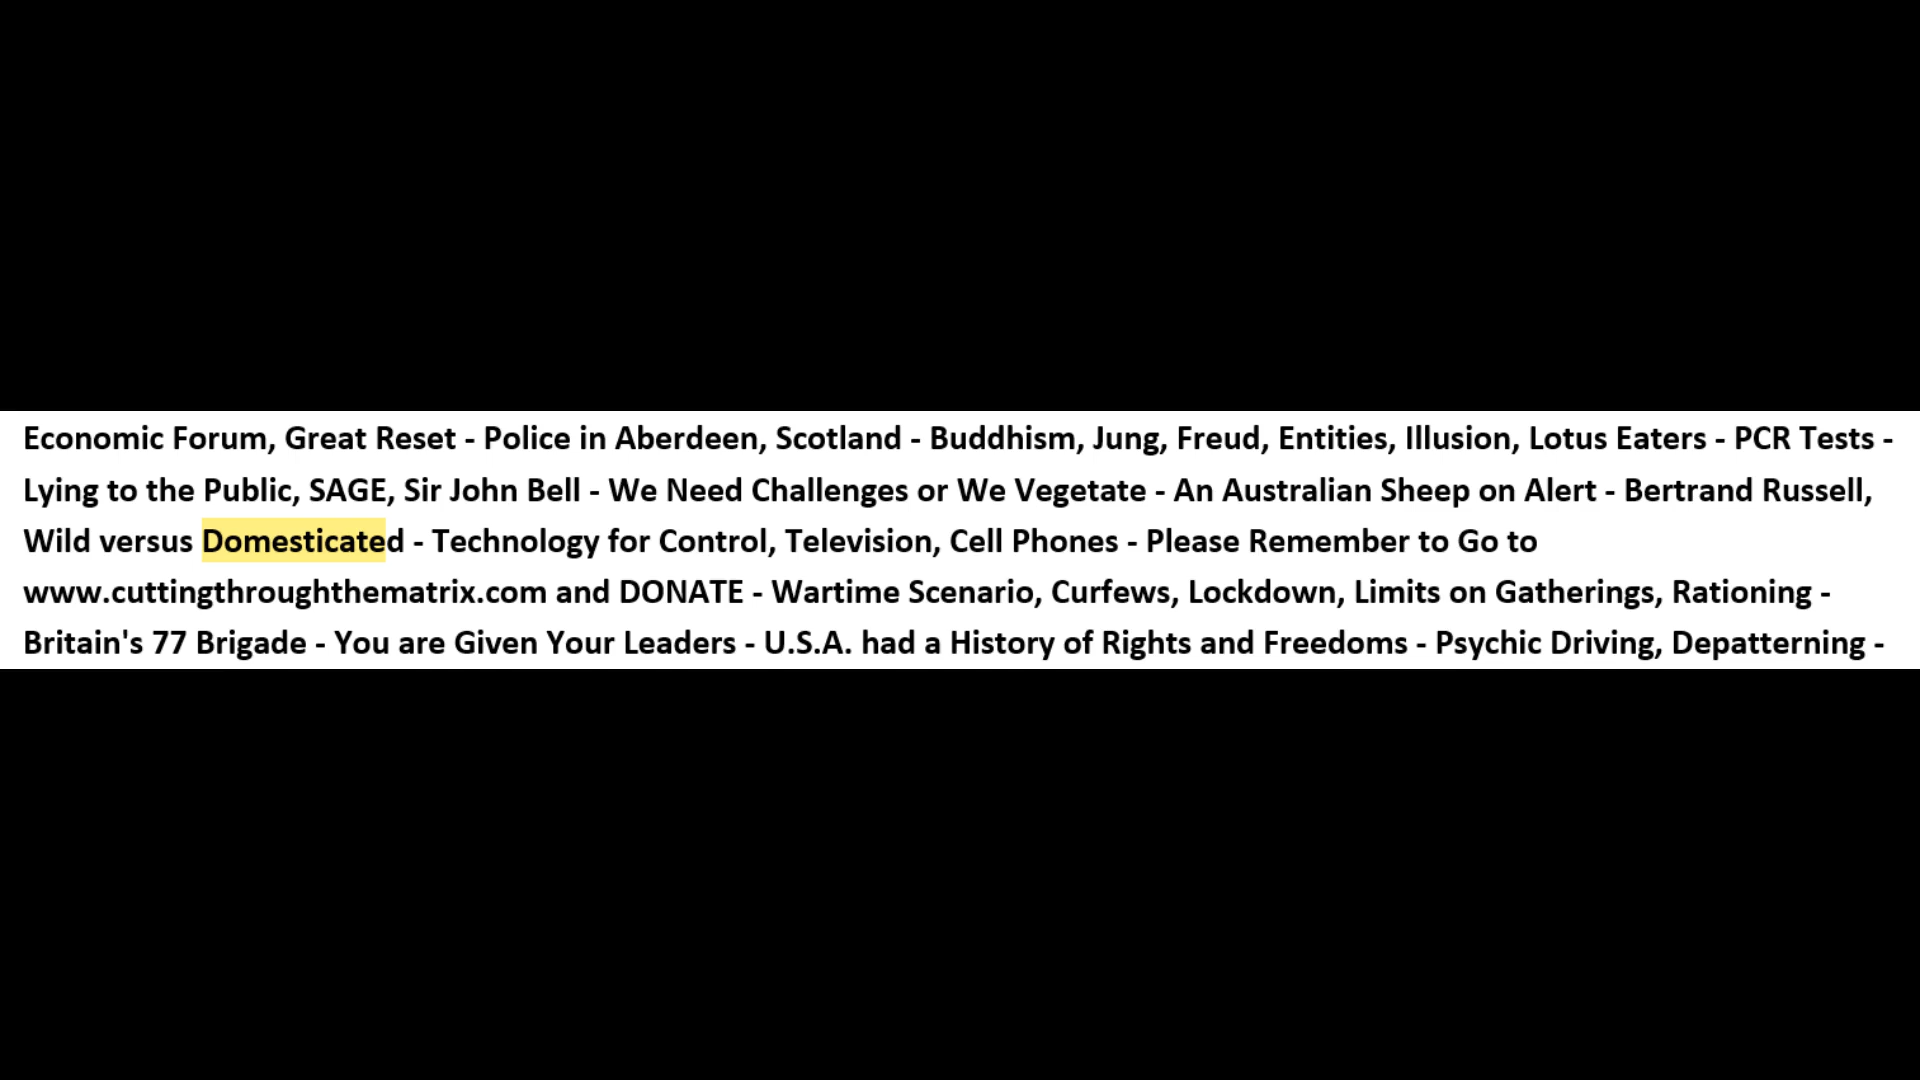 Economic Forum, Great Reset - Police in Aberdeen, Scotland - Buddhism, Jung, Freud, Entities, Illusion, Lotus Eaters - PCR Tests -
Lying to the Public, SAGE, Sir John Bell - We Need Challenges or We Vegetate - An Australian Sheep on Alert - Bertrand Russell,
Wild versus Domesticated - Technology for Control, Television, Cell Phones - Please Remember to Go to
www.cuttingthroughthematrix.com and DONATE - Wartime Scenario, Curfews, Lockdown, Limits on Gatherings, Rationing -
Britain's 77 Brigade - You are Given Your Leaders - U.S.A. had a History of Rights and Freedoms - Psychic Driving, Depatterning -